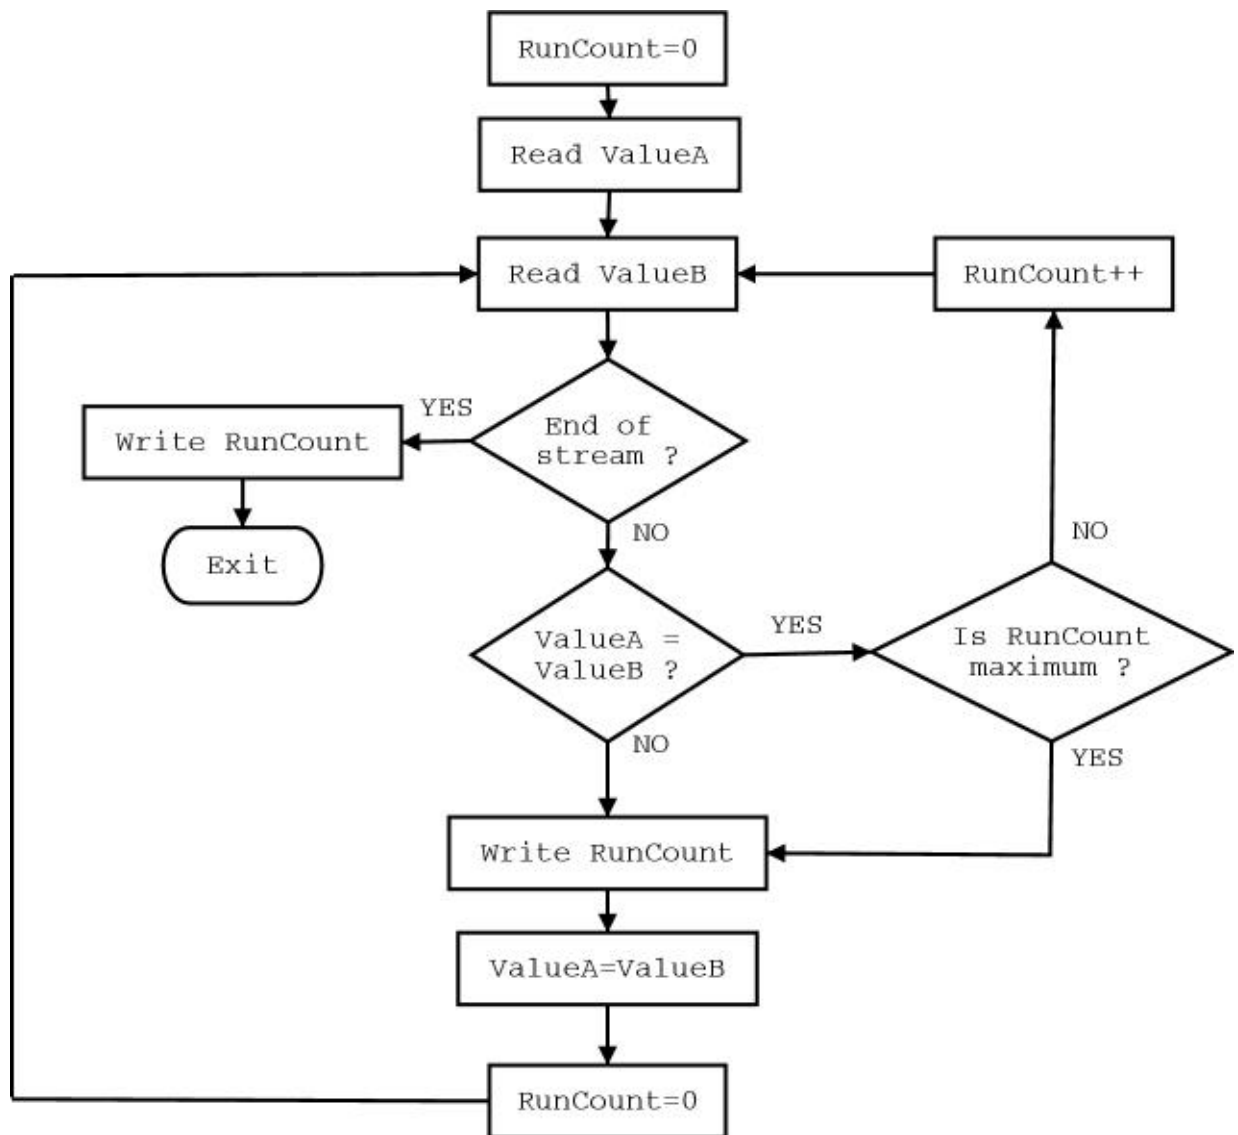 RunCount=0
Read ValueA
Read ValueB
RunCount++
YES
End of
stream ?
Write RunCount
NO
Exit
NO
ValueA =
ValueB ?
YES
Is RunCount
maximum ?
NO
YES
Write RunCount
ValueA=ValueB
RunCount=0